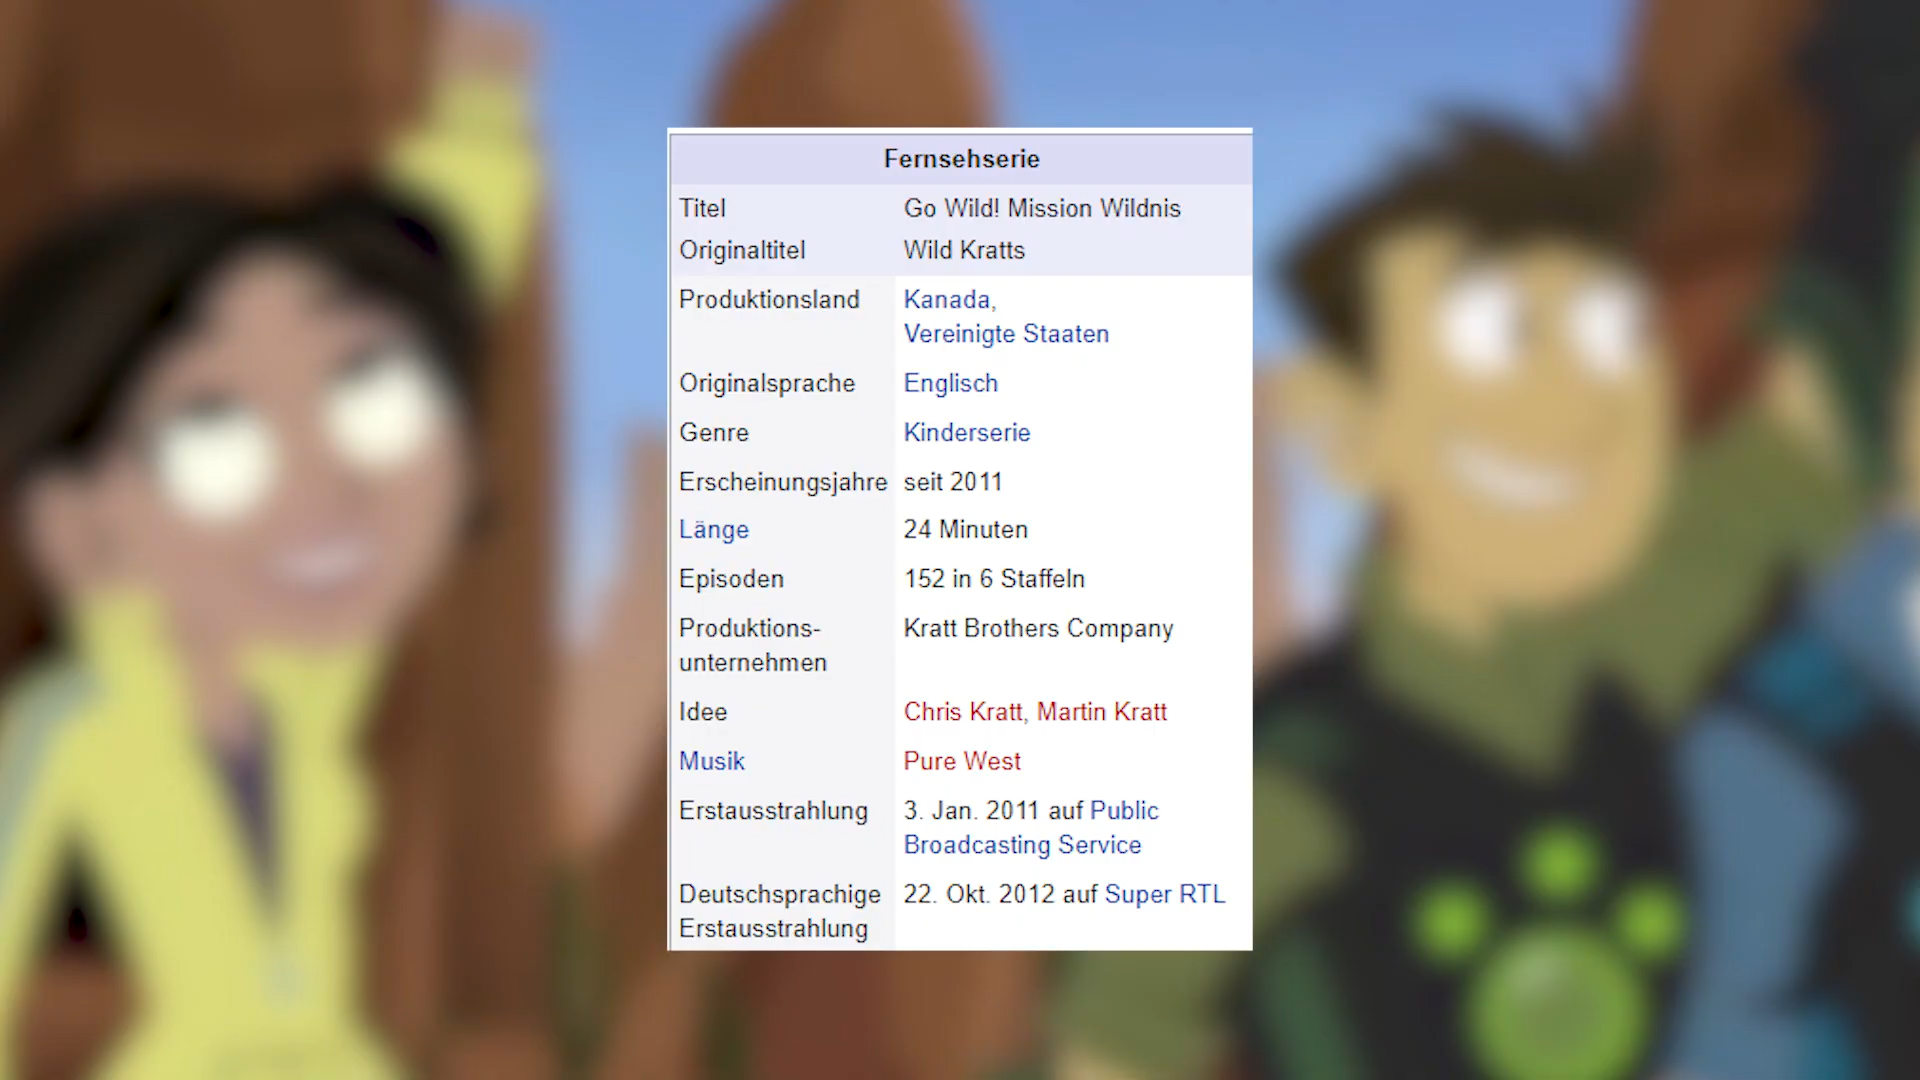 Fernsehserie
Titel Go Wild! Mission Wildnis
Originaltitel Wild Kratts
Produktionsland Kanada,
Vereinigte Staaten
Originalsprache Englisch
Genre Kinderserie
Erscheinungsjahre seit 2011
Länge 24 Minuten
Episoden 152 in 6 Staffeln
Produktions-
unternehmen Kratt Brothers Company
Idee Chris Kratt, Martin Kratt
Musik Pure West
Erstausstrahlung 3. Jan. 2011 auf Public
Broadcasting Service
Deutschsprachige
Erstausstrahlung 22. Okt. 2012 auf Super RTL